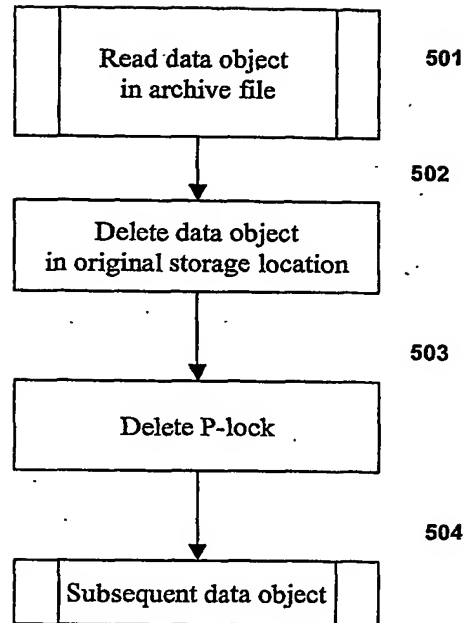 Read data object
in archive file
501
502
Delete data object
in original storage location
503
Delete P-lock
504
Subsequent data object